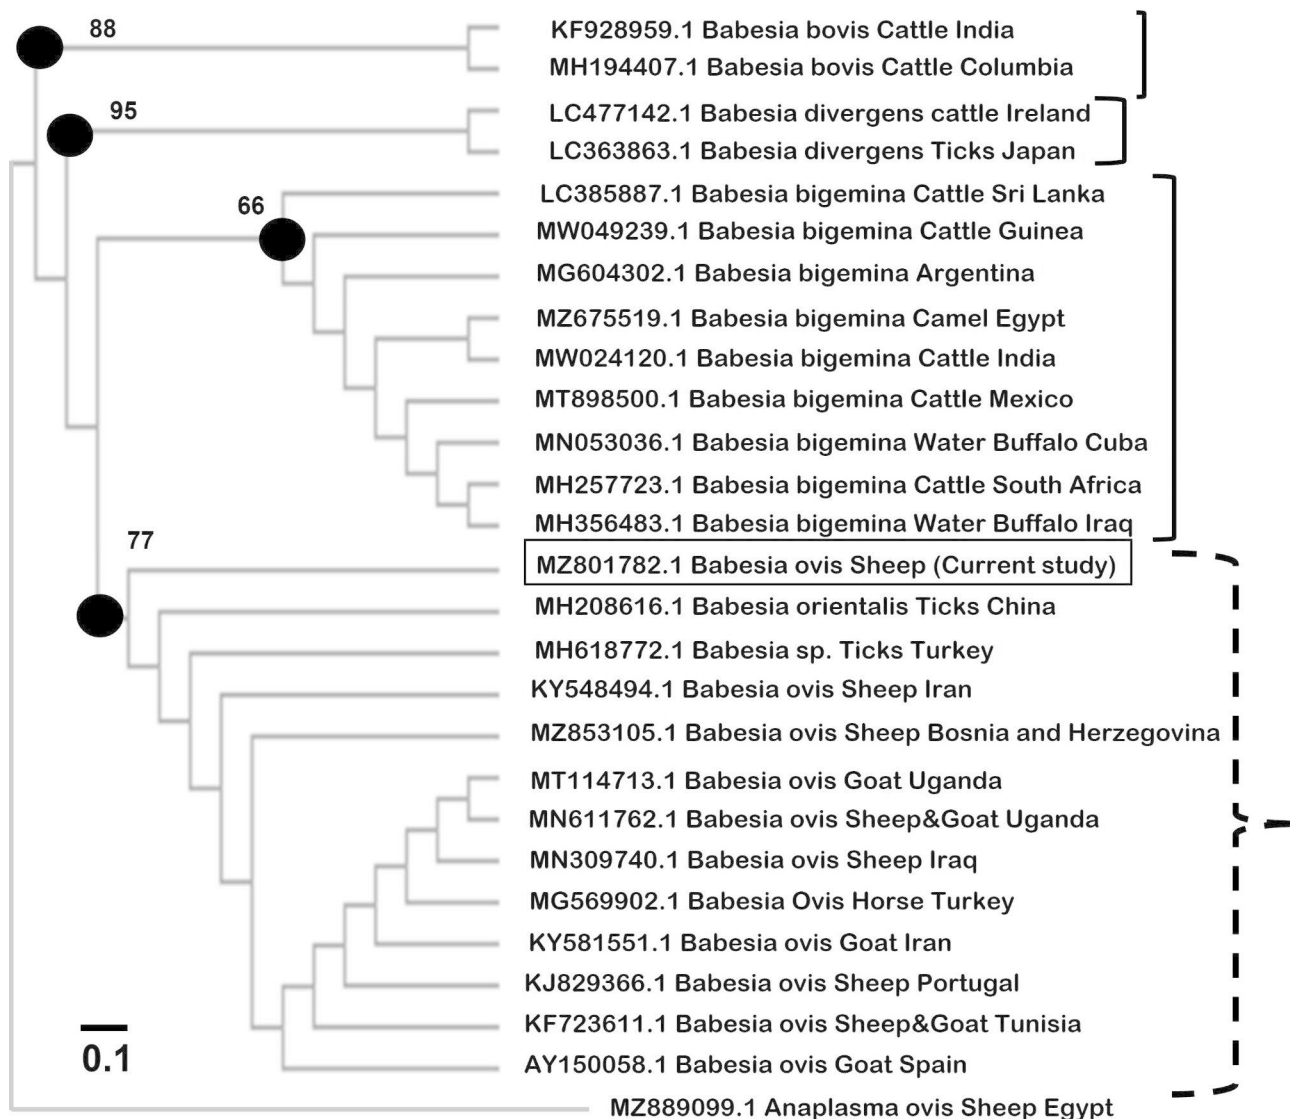 88
KF928959.1 Babesia bovis Cattle India
MH194407.1 Babesia bovis Cattle Columbia
95
LC477142.1 Babesia divergens cattle Ireland
LC363863.1 Babesia divergens Ticks Japan
66
LC385887.1 Babesia bigemina Cattle Sri Lanka
MW049239.1 Babesia bigemina Cattle Guinea
MG604302.1 Babesia bigemina Argentina
MZ675519.1 Babesia bigemina Camel Egypt
MW024120.1 Babesia bigemina Cattle India
MT898500.1 Babesia bigemina Cattle Mexico
MN053036.1 Babesia bigemina Water Buffalo Cuba
MH257723.1 Babesia bigemina Cattle South Africa
MH356483.1 Babesia bigemina Water Buffalo Iraq
77
MZ801782.1 Babesia ovis Sheep (Current study)
MH208616.1 Babesia orientalis Ticks China
MH618772.1 Babesia sp. Ticks Turkey
KY548494.1 Babesia ovis Sheep Iran
MZ853105.1 Babesia ovis Sheep Bosnia and Herzegovina
MT114713.1 Babesia ovis Goat Uganda
MN611762.1 Babesia ovis Sheep&Goat Uganda
MN309740.1 Babesia ovis Sheep Iraq
MG569902.1 Babesia Ovis Horse Turkey
KY581551.1 Babesia ovis Goat Iran
KJ829366.1 Babesia ovis Sheep Portugal
KF723611.1 Babesia ovis Sheep&Goat Tunisia
AY150058.1 Babesia ovis Goat Spain
0.1
MZ889099.1 Anaplasma ovis Sheep Egypt